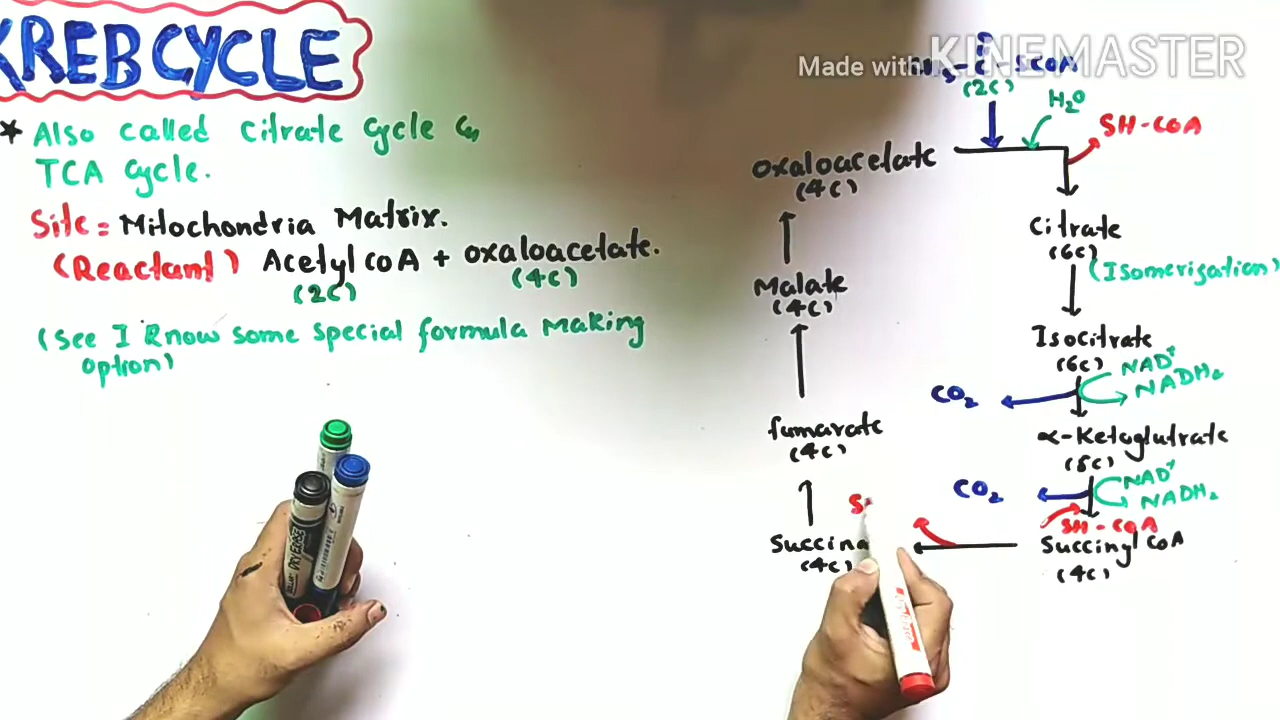 KREB CYCLE
* Also called Citrate Cycle
TCA Cycle.
Site = Mitochondria Matrix.
(Reactant) Acetyl CoA + oxaloacetate.
(2C) (4C)
(See I Know some special formula making
option)
Made with KINEMASTER
-SCOA
(2C)
H₂O
SH-COA
oxaloacetate
(4C)
Citrate
(6C)
(Isomerization)
Malate
(4C)
Isocitrate
(6C)
NAD⁺
NADH₂
CO₂
fumarate
(4C)
α-Ketoglutrate
(5C)
NAD⁺
NADH₂
CO₂
SH-COA
S
Succina
(4C)
Succinyl CoA
(4C)